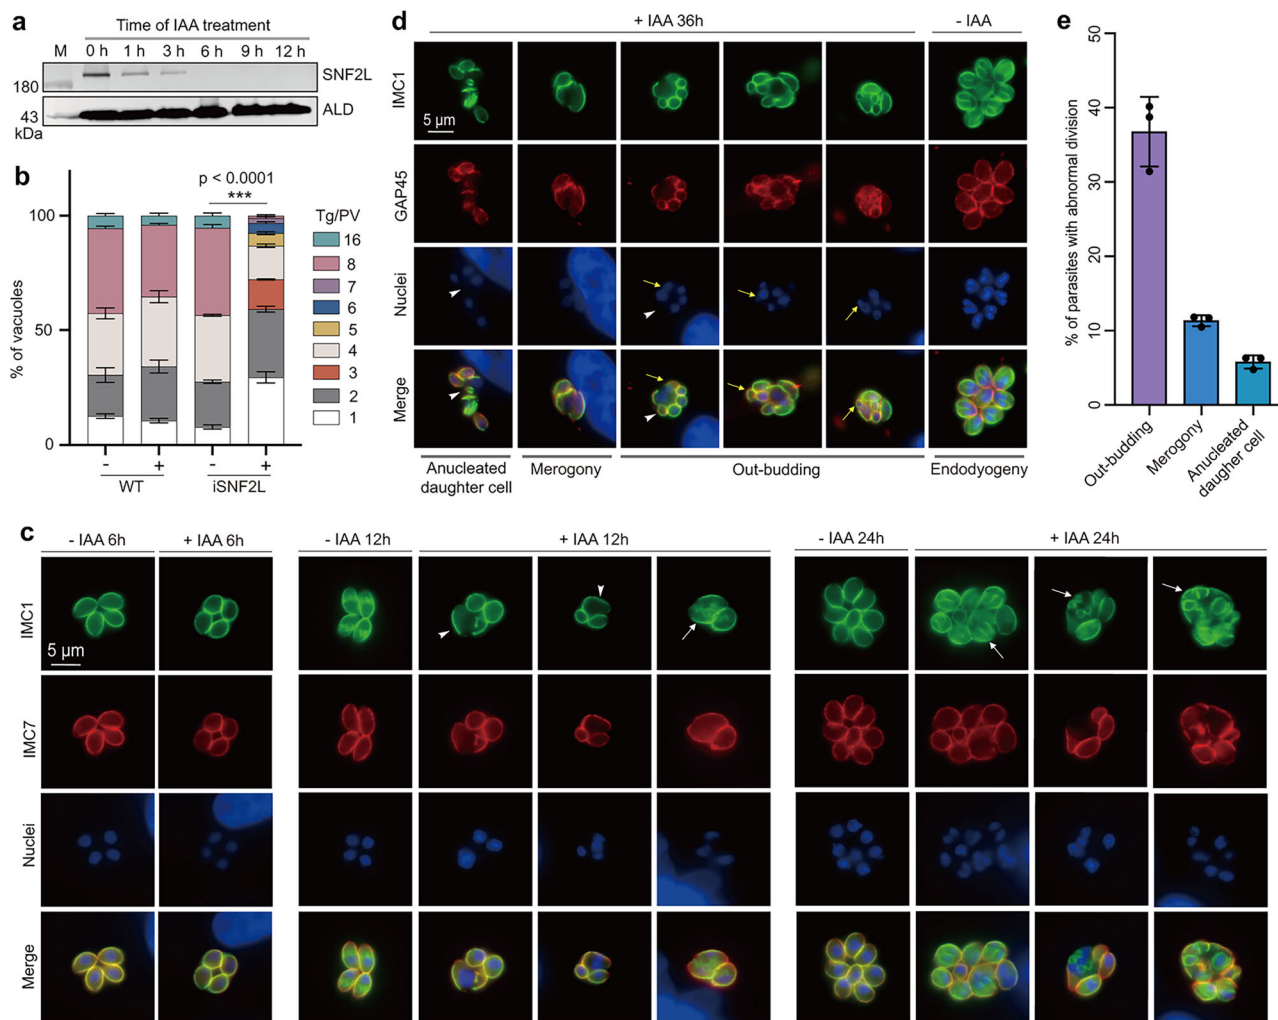 a
Time of IAA treatment
M 0 h 1 h 3 h 6 h 9 h 12 h
180
SNF2L
43
ALD
kDa
b
p < 0.0001
***
Tg/PV
% of vacuoles
100
50
0
16
8
7
6
5
4
3
2
1
- + - +
WT iSNF2L
d
+ IAA 36h - IAA
IMC1
5 µm
GAP45
Nuclei
Merge
Anucleated
daughter cell
Merogony
Out-budding
Endodyogeny
e
% of parasites with abnormal division
50
40
30
20
10
0
Out-budding
Merogony
Anucleated
daugher cell
c
- IAA 6h + IAA 6h - IAA 12h + IAA 12h - IAA 24h + IAA 24h
IMC1
5 µm
IMC7
Nuclei
Merge